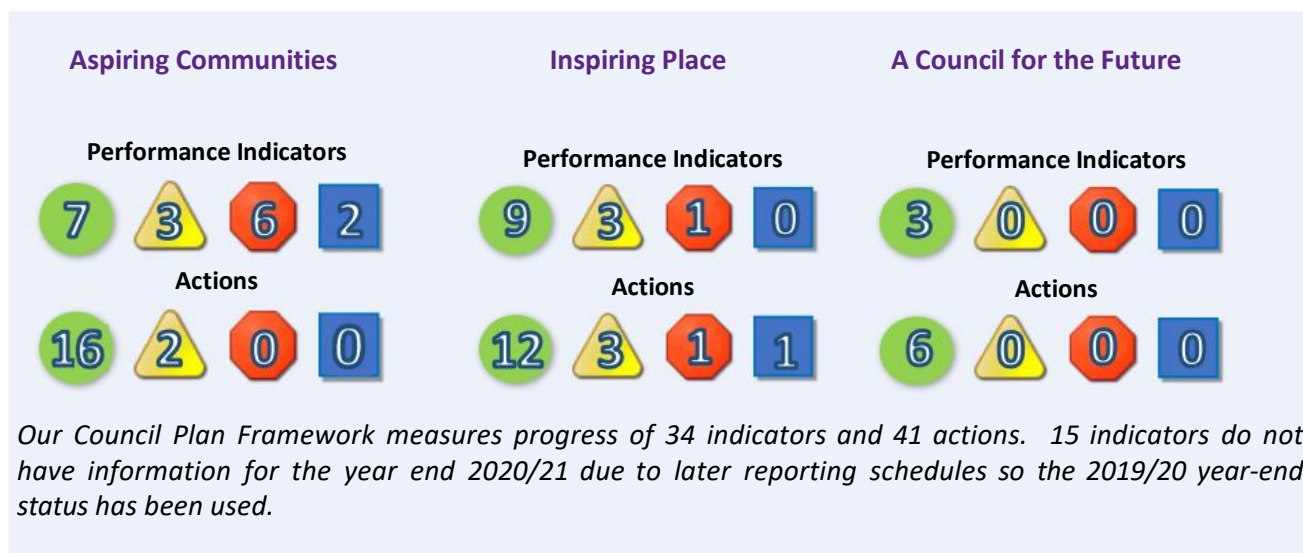 Aspiring Communities Inspiring Place A Council for the Future
Performance Indicators Performance Indicators Performance Indicators
7 3 6 2 9 3 1 0 3 0 0 0
Actions Actions Actions
16 2 0 0 12 3 1 1 6 0 0 0
Our Council Plan Framework measures progress of 34 indicators and 41 actions. 15 indicators do not
have information for the year end 2020/21 due to later reporting schedules so the 2019/20 year-end
status has been used.